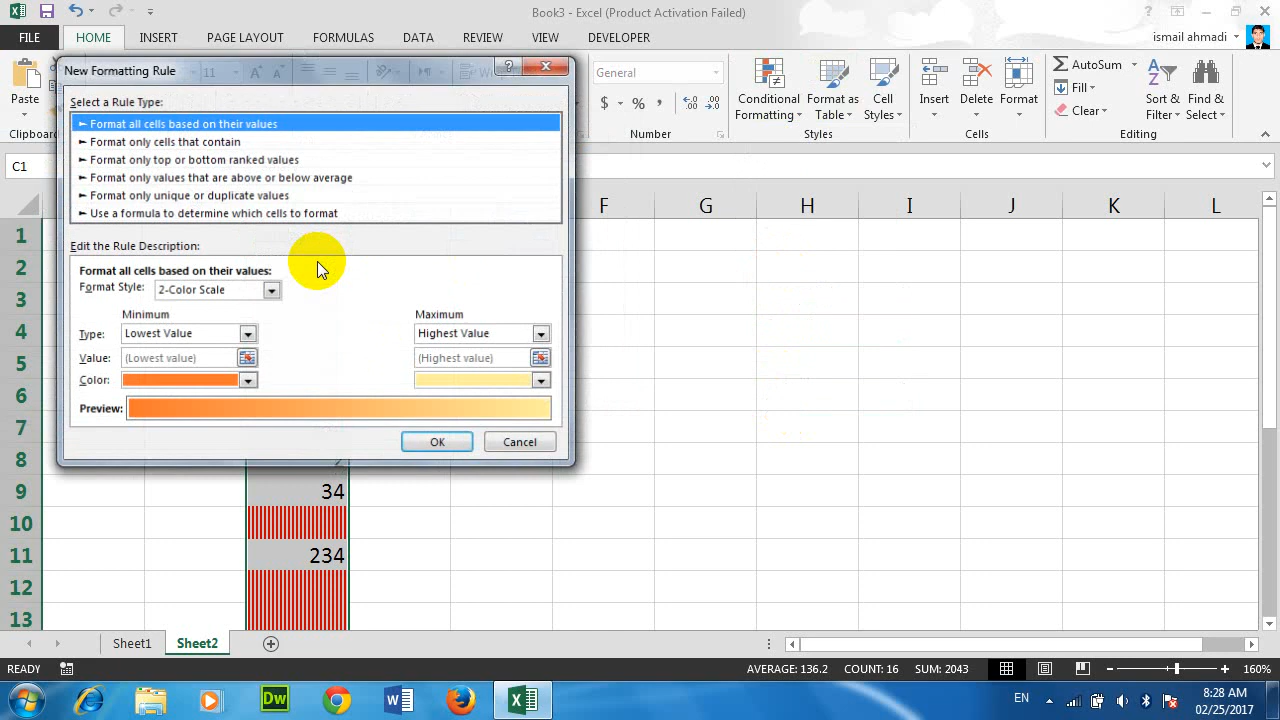 Book3 - Excel (Product Activation Failed)
FILE HOME INSERT PAGE LAYOUT FORMULAS DATA REVIEW VIEW DEVELOPER ismail ahmadi
New Formatting Rule
Paste
Clipboard
11
General
$ % ,
Number
Conditional Formatting
Format as Table
Cell Styles
Styles
Insert Delete Format
Cells
AutoSum
Fill
Clear
Sort & Filter
Find & Select
Editing
C1
Select a Rule Type:
► Format all cells based on their values
► Format only cells that contain
► Format only top or bottom ranked values
► Format only values that are above or below average
► Format only unique or duplicate values
► Use a formula to determine which cells to format
Edit the Rule Description:
Format all cells based on their values:
Format Style: 2-Color Scale
Minimum Maximum
Type: Lowest Value Highest Value
Value: (Lowest value) (Highest value)
Color:
Preview:
OK Cancel
F G H I J K L
1
2
3
4
5
6
7
8
9 34
10
11 234
12
13
Sheet1 Sheet2
READY AVERAGE: 136.2 COUNT: 16 SUM: 2043 160%
Dw EN 8:28 AM
02/25/2017